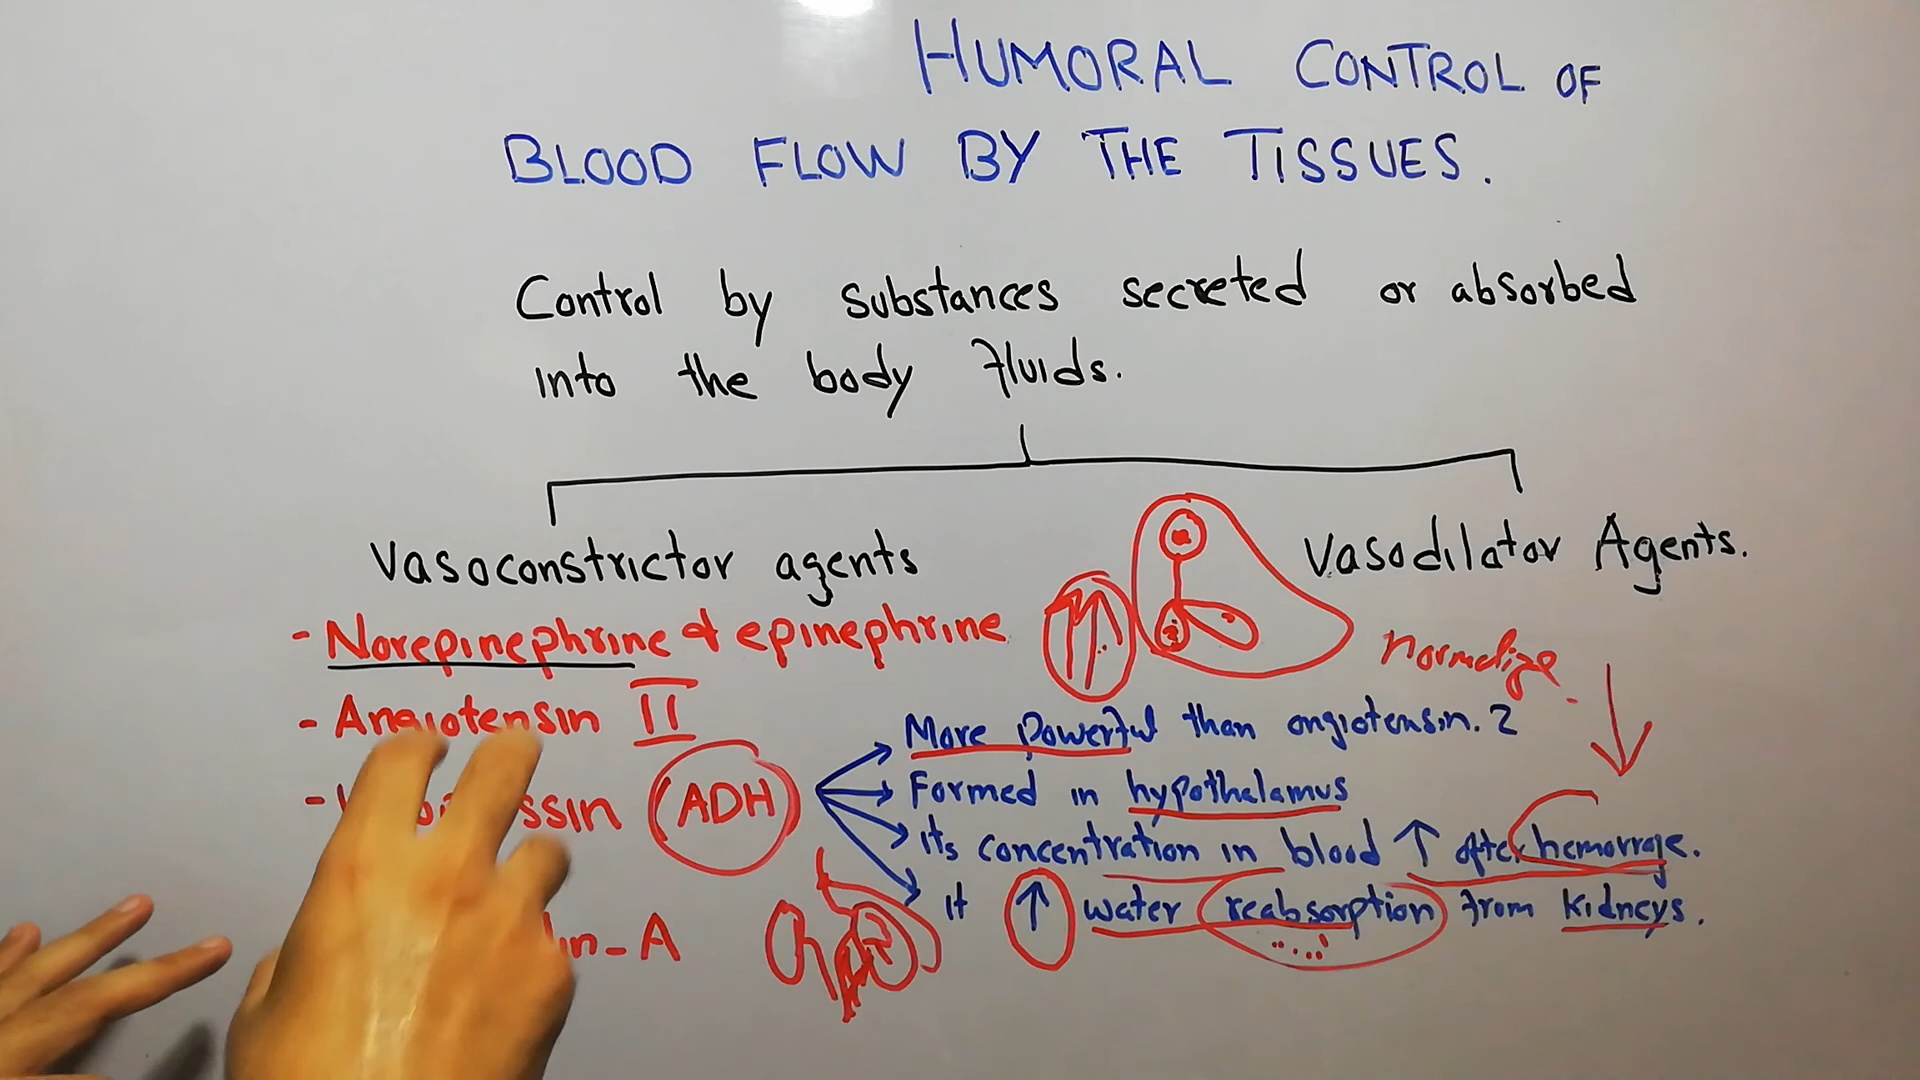 HUMORAL CONTROL OF
BLOOD FLOW BY THE TISSUES.
Control by substances secreted or absorbed
into the body fluids.
Vasoconstrictor agents
Vasodilator Agents.
- Norepinephrine & epinephrine
normalize
- Angiotensin II
More powerful than angiotensin. 2
(ADH)
Formed in hypothalamus
Its concentration in blood ↑ after hemorrage.
It ↑ water reabsorption from kidneys.
- A